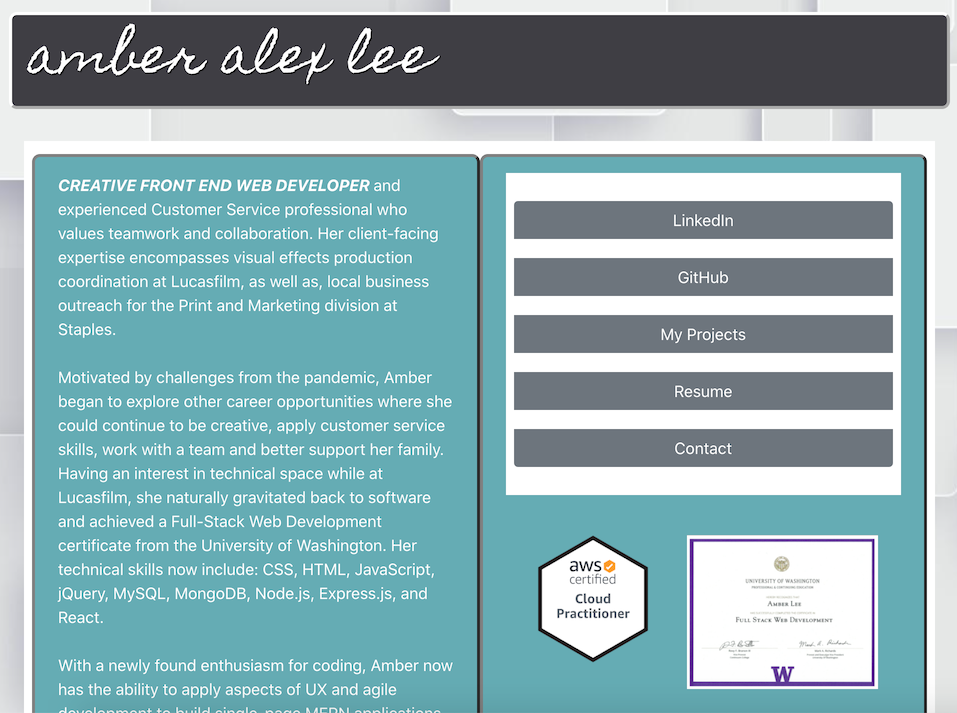 amber alex lee
CREATIVE FRONT END WEB DEVELOPER and
experienced Customer Service professional who
values teamwork and collaboration. Her client-facing
expertise encompasses visual effects production
coordination at Lucasfilm, as well as, local business
outreach for the Print and Marketing division at
Staples.
Motivated by challenges from the pandemic, Amber
began to explore other career opportunities where she
could continue to be creative, apply customer service
skills, work with a team and better support her family.
Having an interest in technical space while at
Lucasfilm, she naturally gravitated back to software
and achieved a Full-Stack Web Development
certificate from the University of Washington. Her
technical skills now include: CSS, HTML, JavaScript,
jQuery, MySQL, MongoDB, Node.js, Express.js, and
React.
With a newly found enthusiasm for coding, Amber now
has the ability to apply aspects of UX and agile
development to build single-page MERN applications
LinkedIn
GitHub
My Projects
Resume
Contact
aws
certified
Cloud
Practitioner
UNIVERSITY OF WASHINGTON
PROFESSIONAL & CONTINUING EDUCATION
AMBER LEE
FULL STACK WEB DEVELOPMENT
W